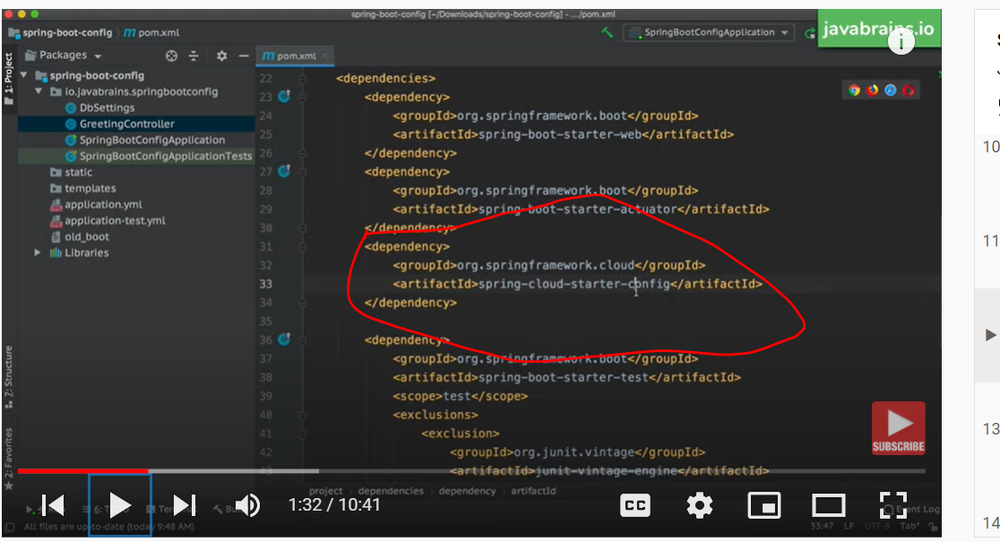 spring-boot-config [~/Downloads/spring-boot-config] - .../pom.xml
spring-boot-config
pom.xml
SpringBootConfigApplication
javabrains.io
1: Project
Packages
pom.xml
spring-boot-config
io.javabrains.springbootconfig
DbSettings
GreetingController
SpringBootConfigApplication
SpringBootConfigApplicationTests
static
templates
application.yml
application-test.yml
old_boot
Libraries
22 <dependencies>
23 <dependency>
24 <groupId>org.springframework.boot</groupId>
25 <artifactId>spring-boot-starter-web</artifactId>
26 </dependency>
27 <dependency>
28 <groupId>org.springframework.boot</groupId>
29 <artifactId>spring-boot-starter-actuator</artifactId>
30 </dependency>
31 <dependency>
32 <groupId>org.springframework.cloud</groupId>
33 <artifactId>spring-cloud-starter-config</artifactId>
34 </dependency>
35
36 <dependency>
37 <groupId>org.springframework.boot</groupId>
38 <artifactId>spring-boot-starter-test</artifactId>
39 <scope>test</scope>
40 <exclusions>
41 <exclusion>
42 <groupId>org.junit.vintage</groupId>
43 <artifactId>junit-vintage-engine</artifactId>
project dependencies dependency artifactId
Z: Structure
2: Favorites
SUBSCRIBE
1:32 / 10:41
CC
Event Log
All files are up-to-date (today 9:48 AM)
33:47 LF UTF-8 Tab*
10
11
13
14